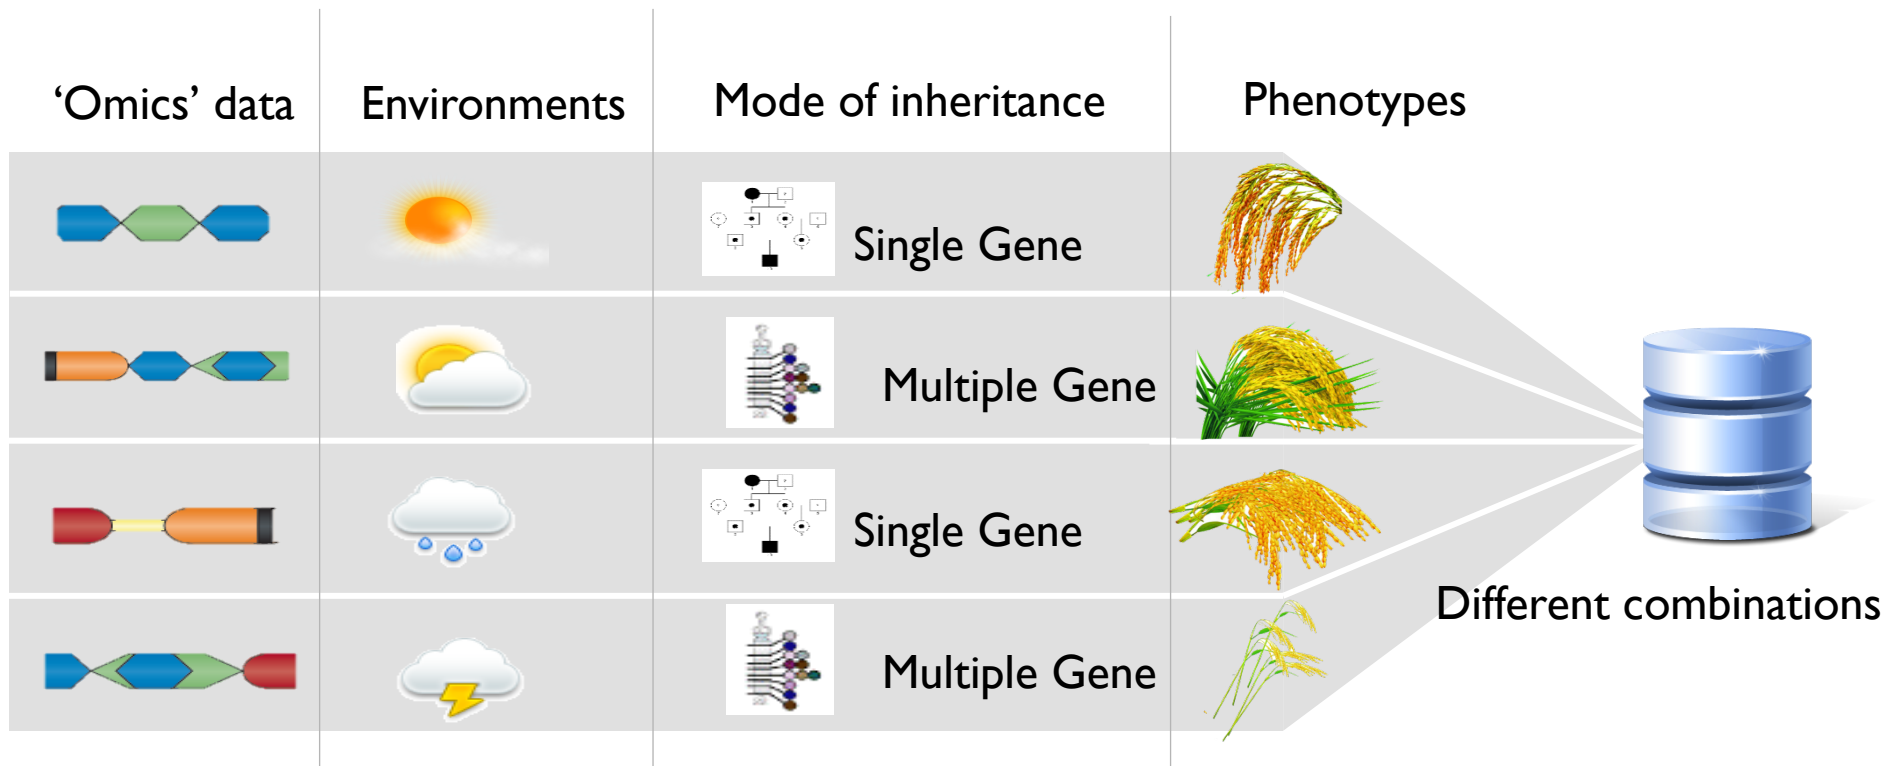 ‘Omics’ data
Environments
Mode of inheritance
Phenotypes
Single Gene
Multiple Gene
Single Gene
Multiple Gene
Different combinations